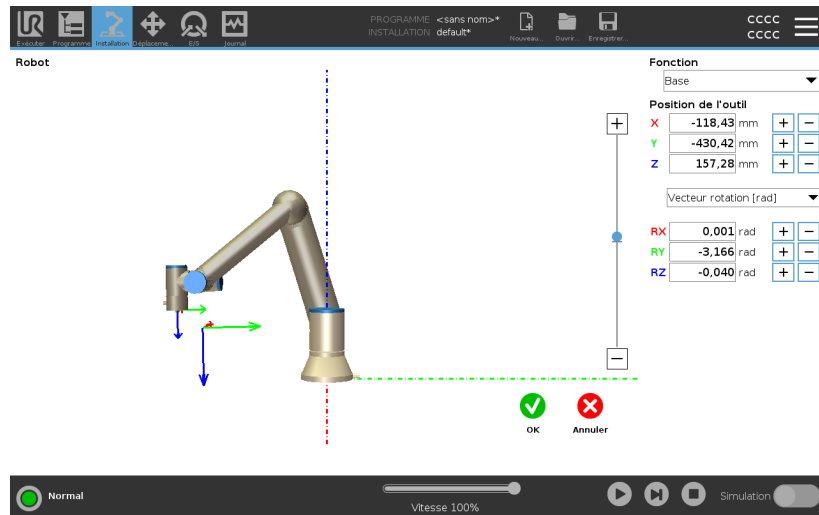 UR
PROGRAMME <sans nom>*
INSTALLATION default*
CCCC
CCCC
Exécuter Programme Installation Déplaceme... E/S Journal
Nouveau... Ouvrir... Enregistrer...
Robot
Fonction
Base
Position de l'outil
X -118,43 mm + −
Y -430,42 mm + −
Z 157,28 mm + −
Vecteur rotation [rad]
RX 0,001 rad + −
RY -3,166 rad + −
RZ -0,040 rad + −
+
−
OK Annuler
Normal
Vitesse 100%
Simulation